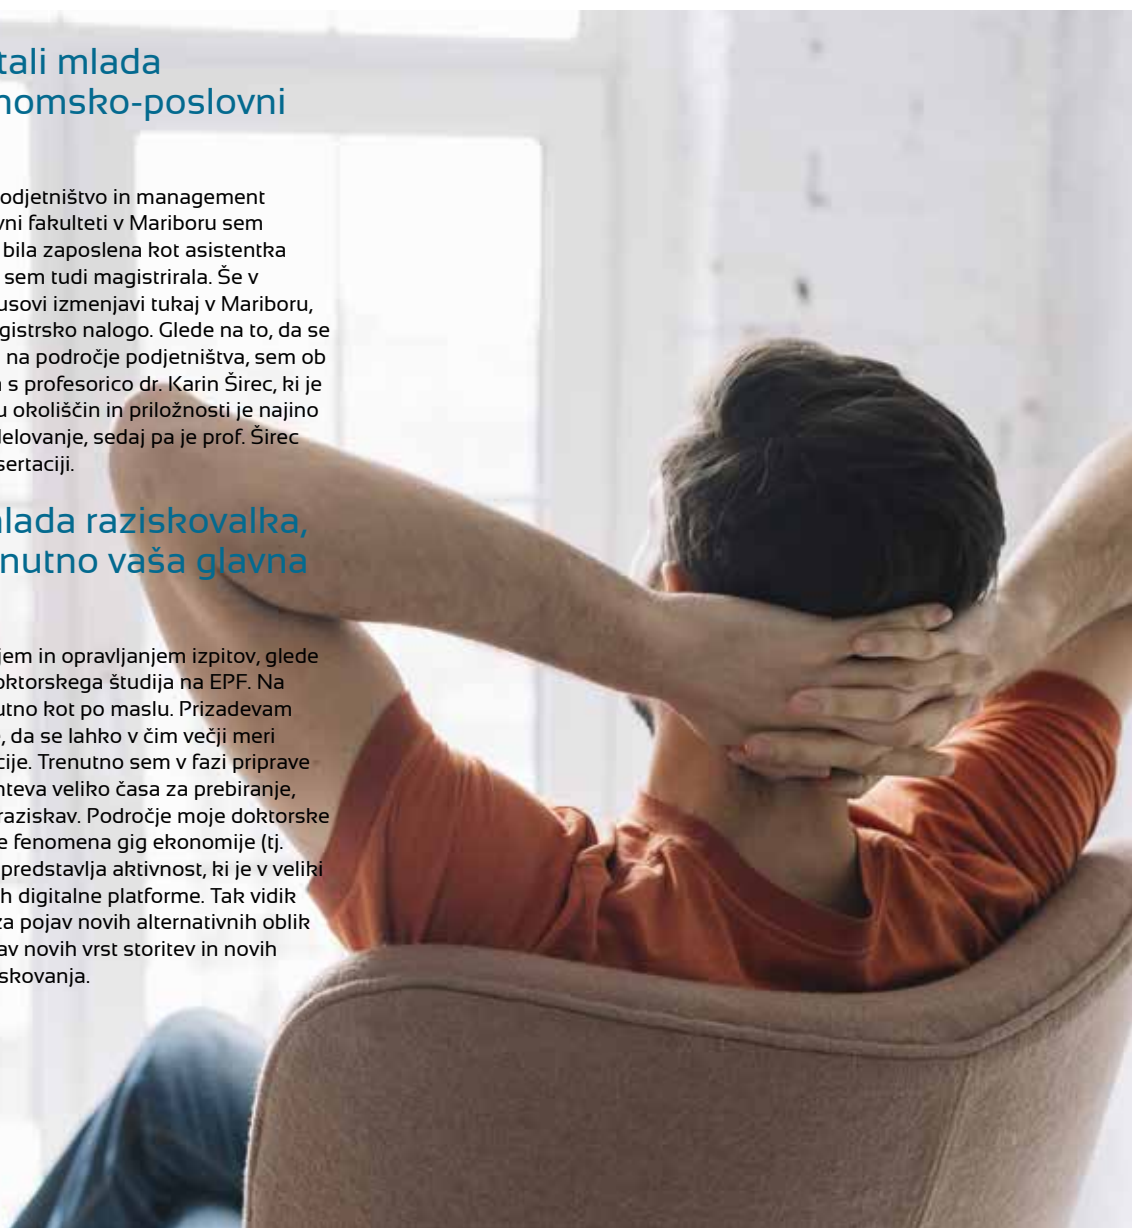 tali mlada
nomsko-poslovni
odjetništvo in management
vni fakulteti v Mariboru sem
bila zaposlena kot asistentka
sem tudi magistrirala. Še v
usovi izmenjavi tukaj v Mariboru,
gistrsko nalogo. Glede na to, da se
na področje podjetništva, sem ob
s profesorico dr. Karin Širec, ki je
u okoliščin in priložnosti je najino
delovanje, sedaj pa je prof. Širec
sertaciji.
mlada raziskovalka,
nutno vaša glavna
jem in opravljanjem izpitov, glede
oktorskega študija na EPF. Na
utno kot po maslu. Prizadevam
, da se lahko v čim večji meri
cije. Trenutno sem v fazi priprave
hteva veliko časa za prebiranje,
raziskav. Področje moje doktorske
e fenomena gig ekonomije (tj.
predstavlja aktivnost, ki je v veliki
h digitalne platforme. Tak vidik
za pojav novih alternativnih oblik
av novih vrst storitev in novih
skovanja.